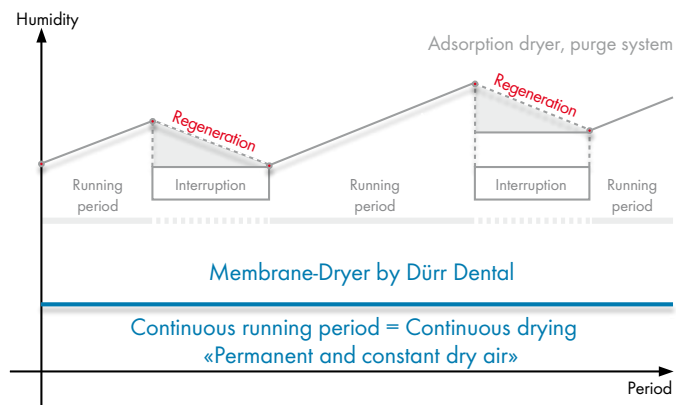 Humidity
Adsorption dryer, purge system
Regeneration
Regeneration
Running
period
Interruption
Running
period
Interruption
Running
period
Membrane-Dryer by Dürr Dental
Continuous running period = Continuous drying
«Permanent and constant dry air»
Period